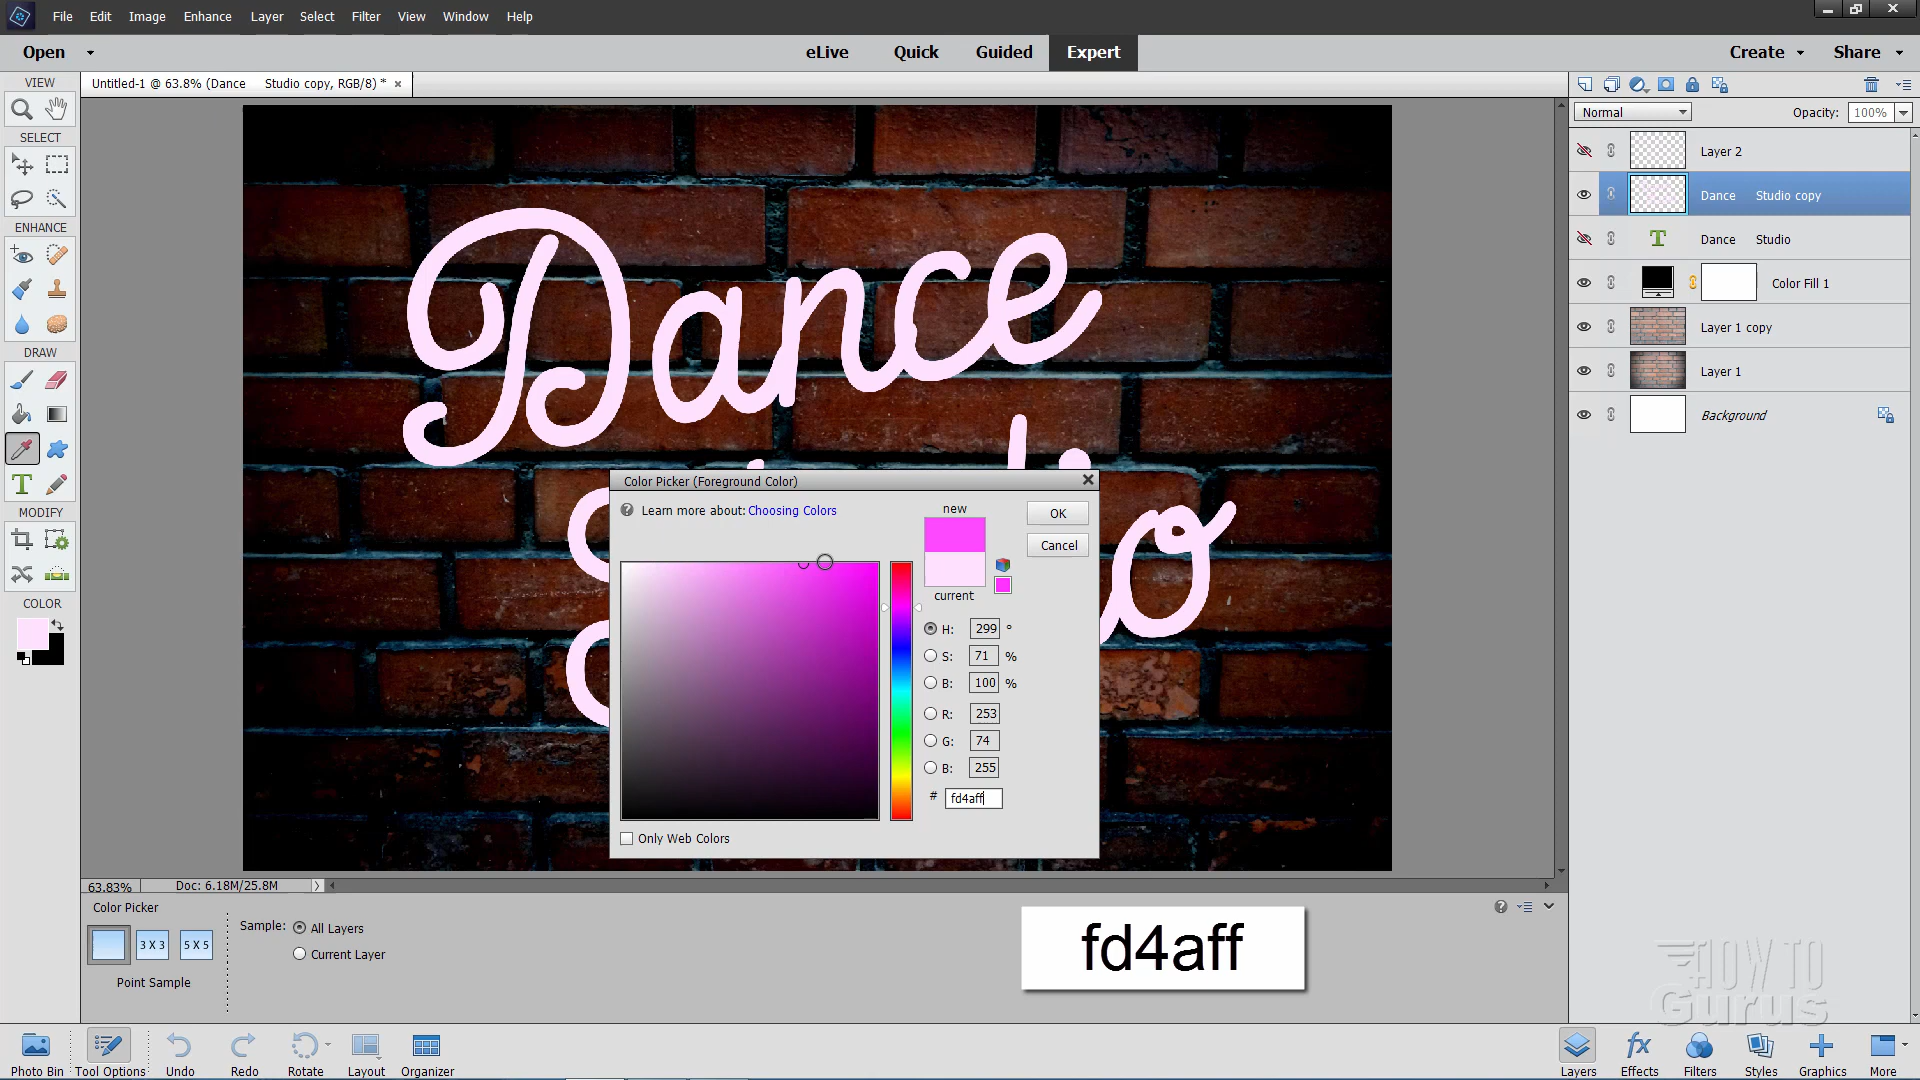 File Edit Image Enhance Layer Select Filter View Window Help
Open eLive Quick Guided Expert Create Share
VIEW
Untitled-1 @ 63.8% (Dance Studio copy, RGB/8) *
Normal Opacity: 100%
SELECT
Layer 2
Dance Studio copy
ENHANCE
Dance Studio
Color Fill 1
Layer 1 copy
DRAW
Layer 1
Background
Dance
MODIFY
COLOR
Color Picker (Foreground Color)
Learn more about: Choosing Colors
new
OK
Cancel
current
H: 299 °
S: 71 %
B: 100 %
R: 253
G: 74
B: 255
# fd4aff
Only Web Colors
63.83% Doc: 6.18M/25.8M
Color Picker
Sample: All Layers
3 X 3 5 X 5
Current Layer
Point Sample
fd4aff
HOW TO
Gurus
Photo Bin Tool Options Undo Redo Rotate Layout Organizer Layers Effects Filters Styles Graphics More